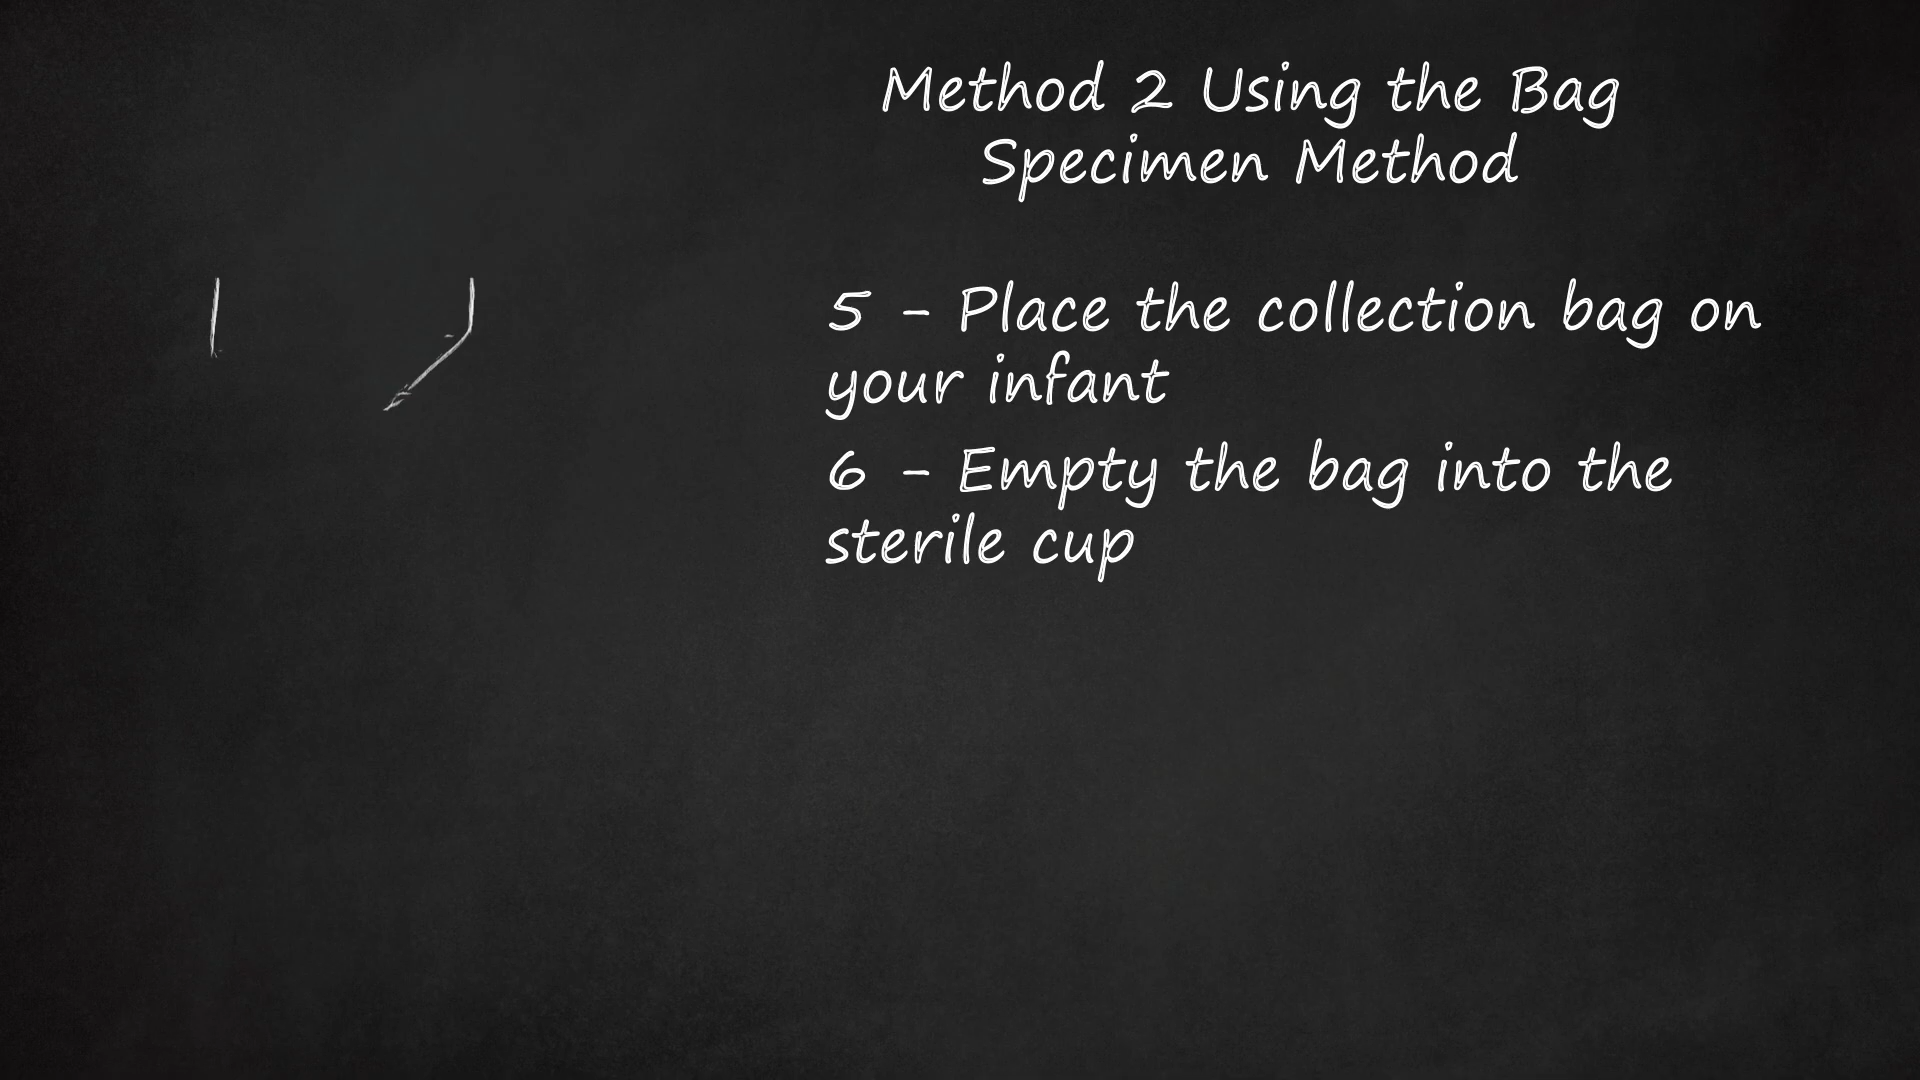 Method 2 Using the Bag
Specimen Method
5 - Place the collection bag on
your infant
6 - Empty the bag into the
sterile cup